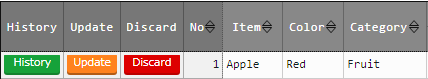 History Update Discard No Item Color Category
History Update Discard 1 Apple Red Fruit